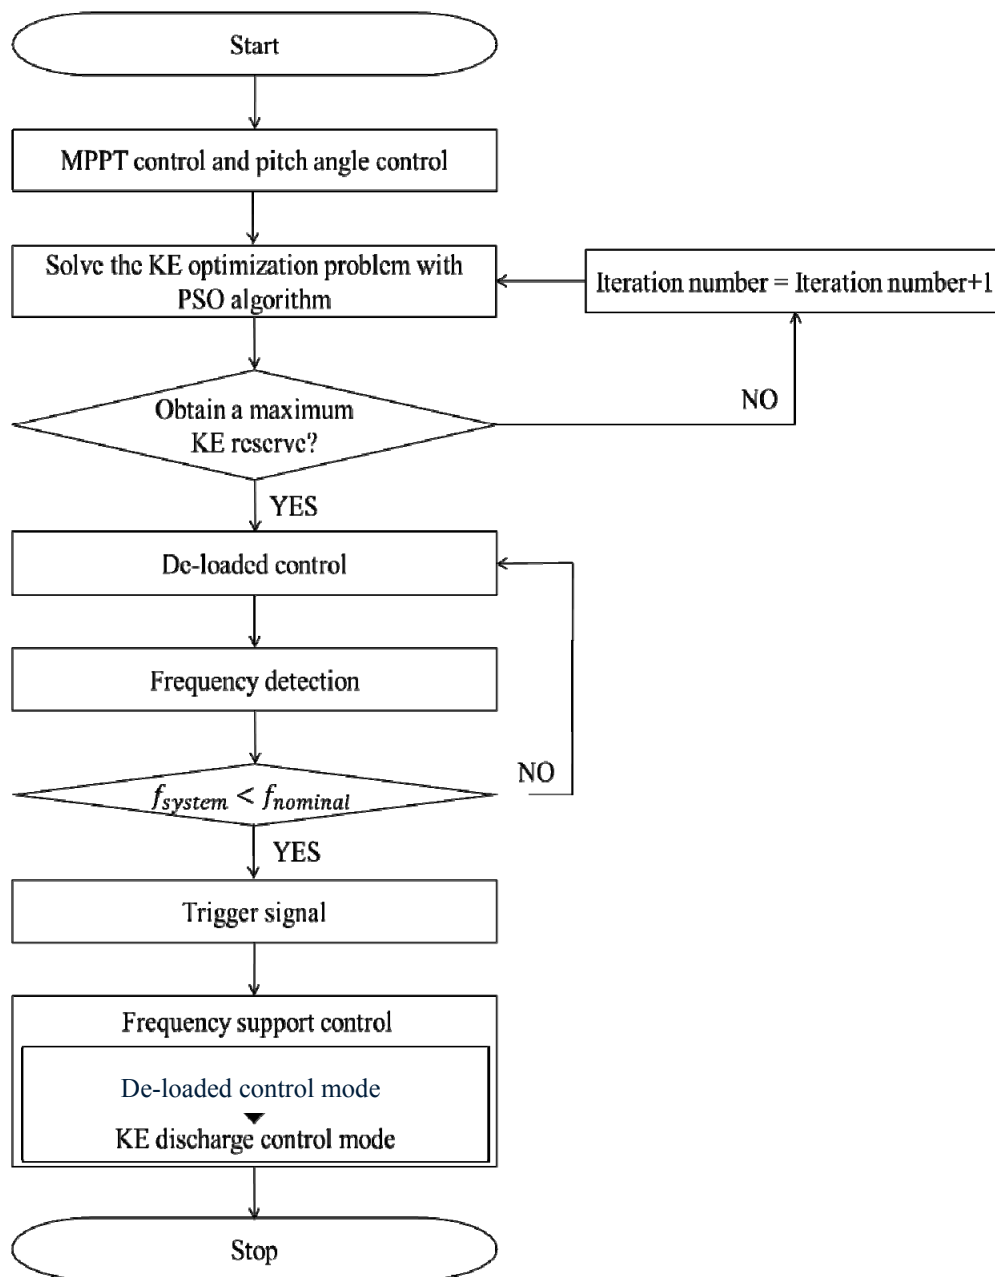 Start
MPPT control and pitch angle control
Solve the KE optimization problem with
PSO algorithm
Iteration number = Iteration number+1
Obtain a maximum
KE reserve?
NO
YES
De-loaded control
Frequency detection
f_system < f_nominal
NO
YES
Trigger signal
Frequency support control
De-loaded control mode
KE discharge control mode
Stop